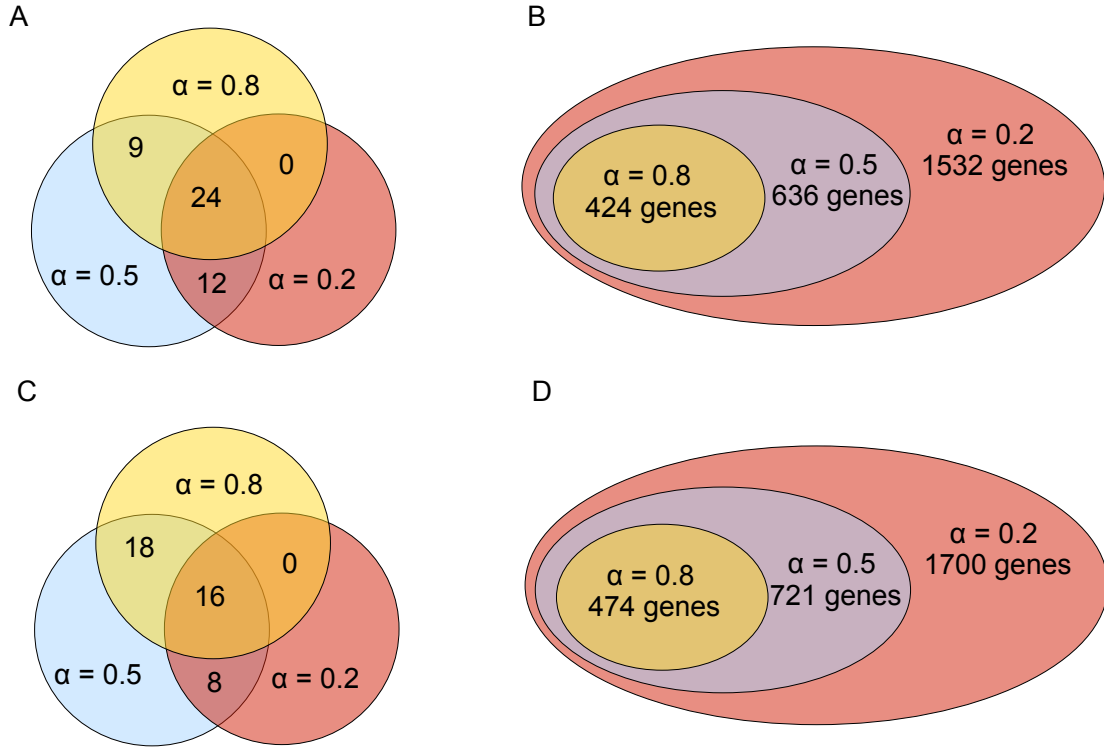 A
α = 0.8
9
0
24
α = 0.5
12
α = 0.2
B
α = 0.2
1532 genes
α = 0.5
636 genes
α = 0.8
424 genes
C
α = 0.8
18
0
16
α = 0.5
8
α = 0.2
D
α = 0.2
1700 genes
α = 0.5
721 genes
α = 0.8
474 genes